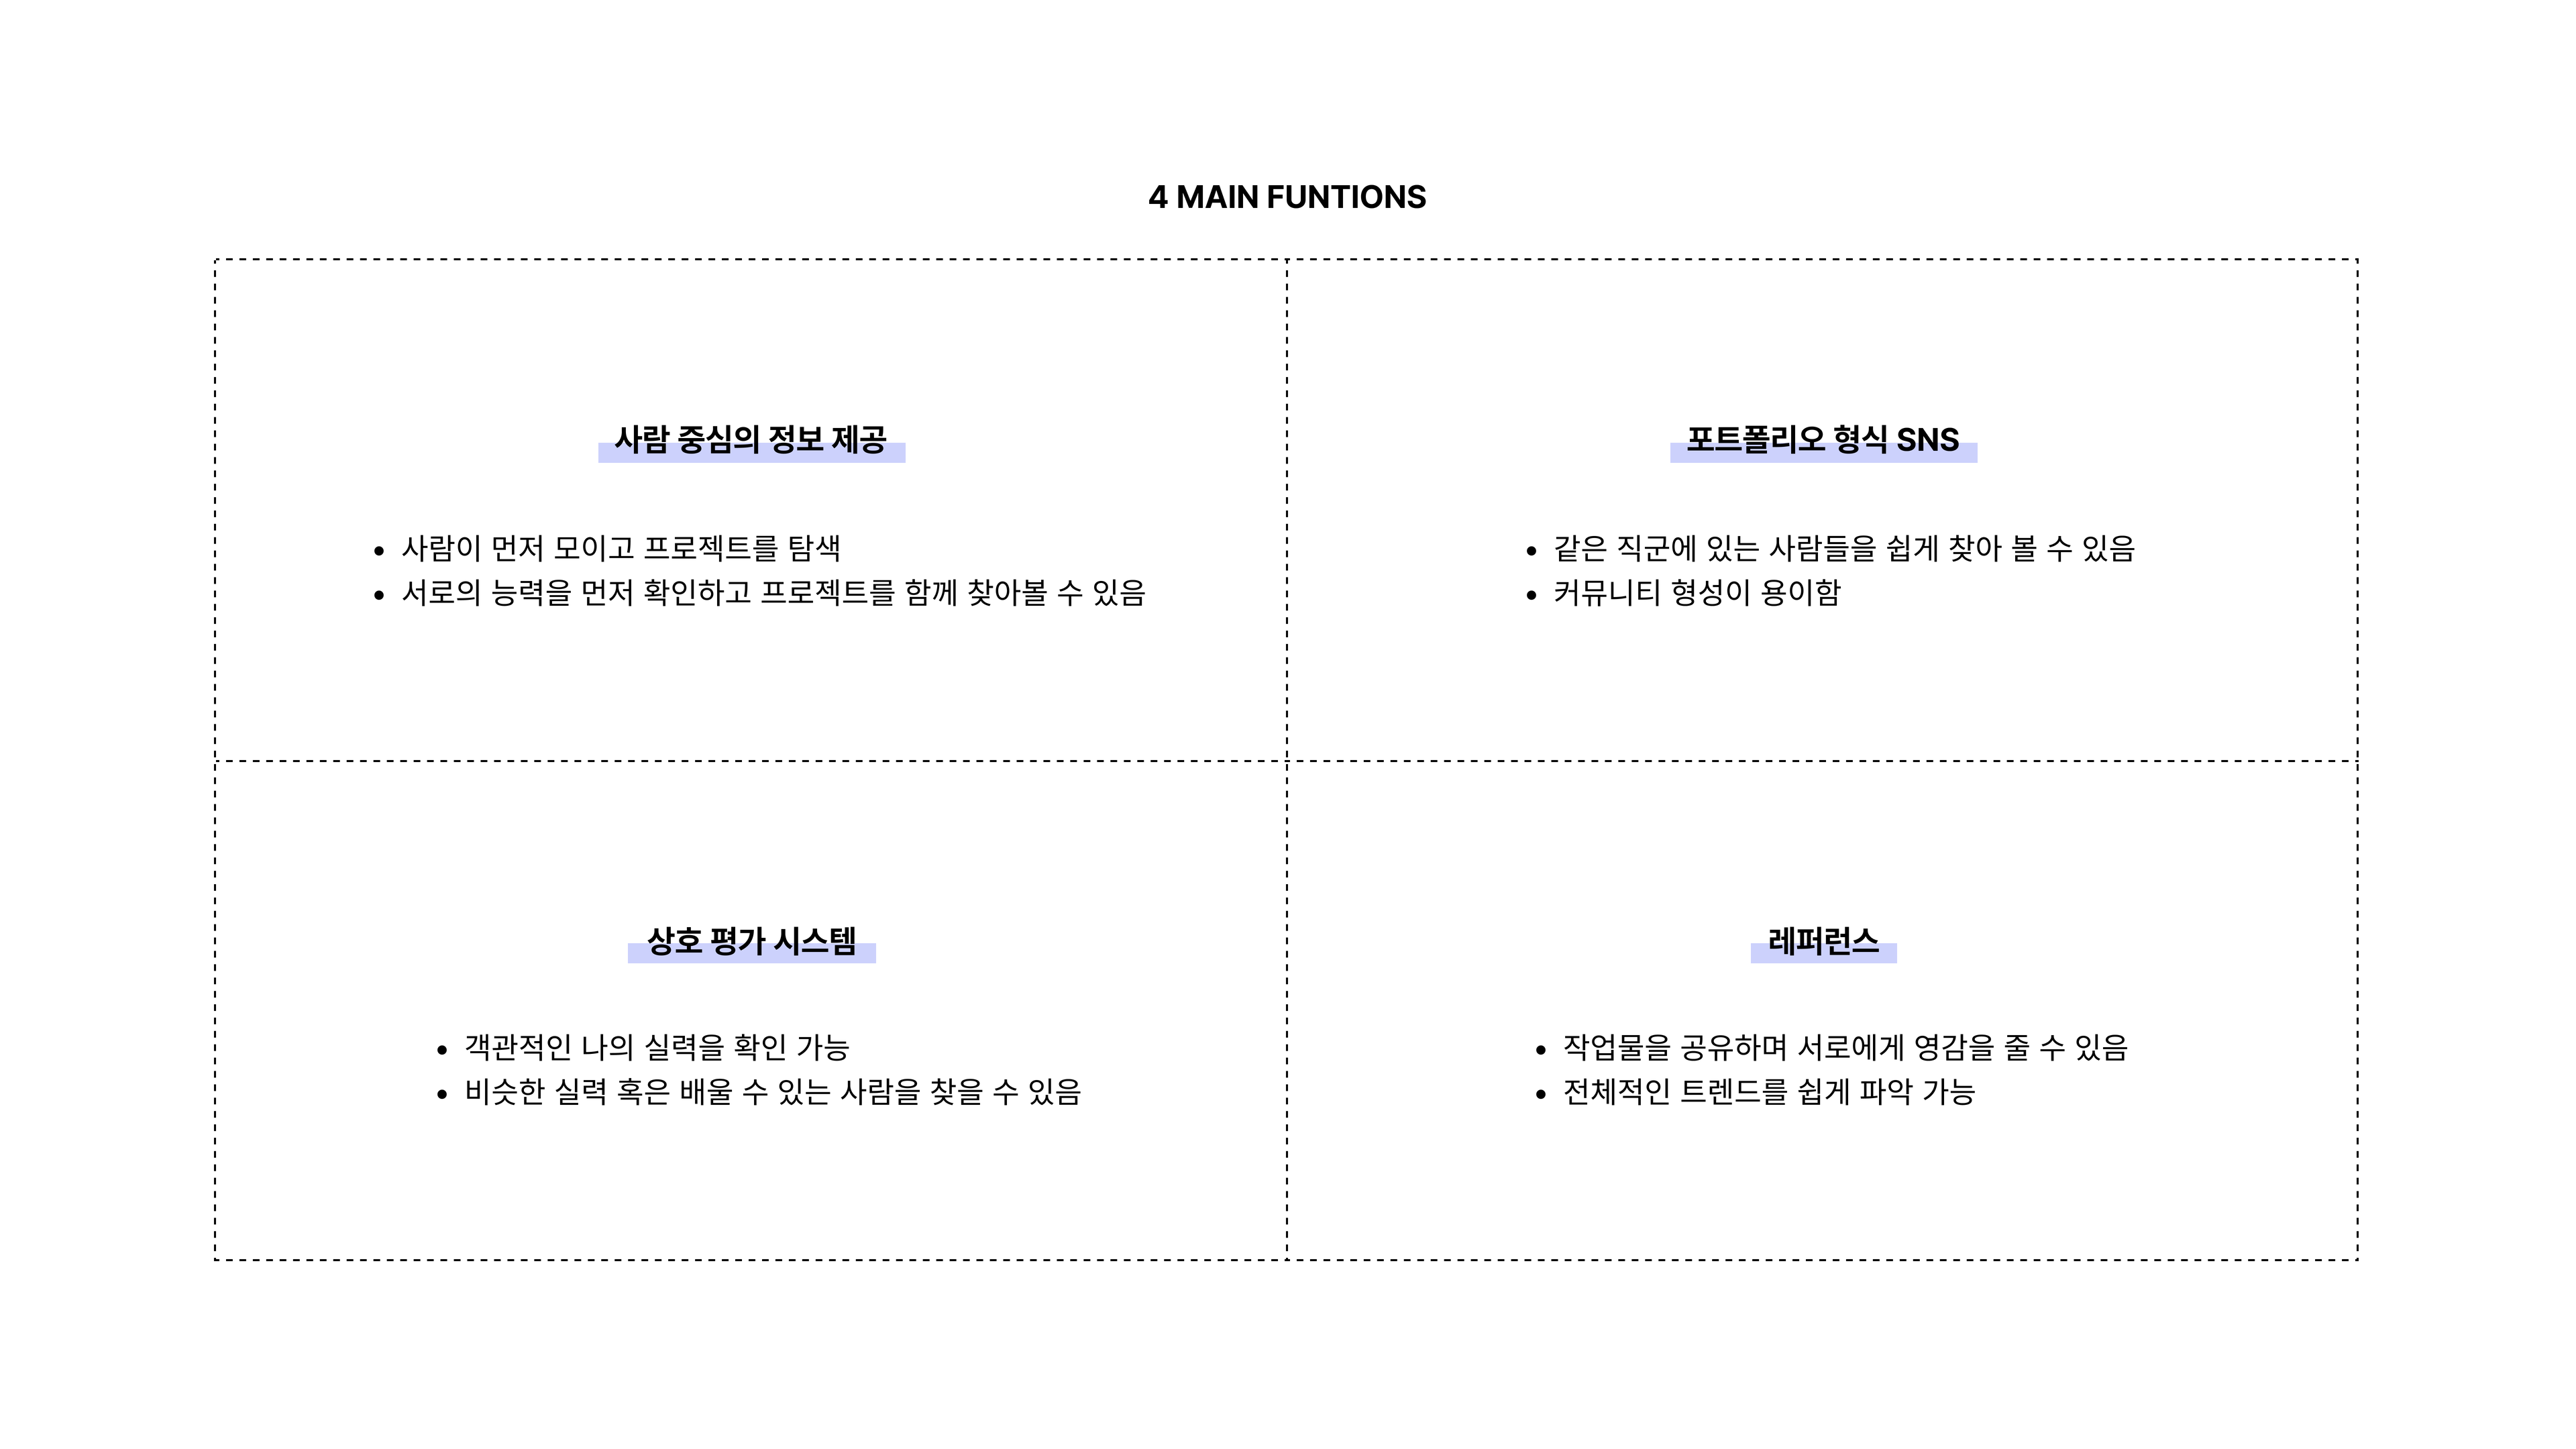 4 MAIN FUNTIONS
사람 중심의 정보 제공
• 사람이 먼저 모이고 프로젝트를 탐색
• 서로의 능력을 먼저 확인하고 프로젝트를 함께 찾아볼 수 있음
포트폴리오 형식 SNS
• 같은 직군에 있는 사람들을 쉽게 찾아 볼 수 있음
• 커뮤니티 형성이 용이함
상호 평가 시스템
• 객관적인 나의 실력을 확인 가능
• 비슷한 실력 혹은 배울 수 있는 사람을 찾을 수 있음
레퍼런스
• 작업물을 공유하며 서로에게 영감을 줄 수 있음
• 전체적인 트렌드를 쉽게 파악 가능